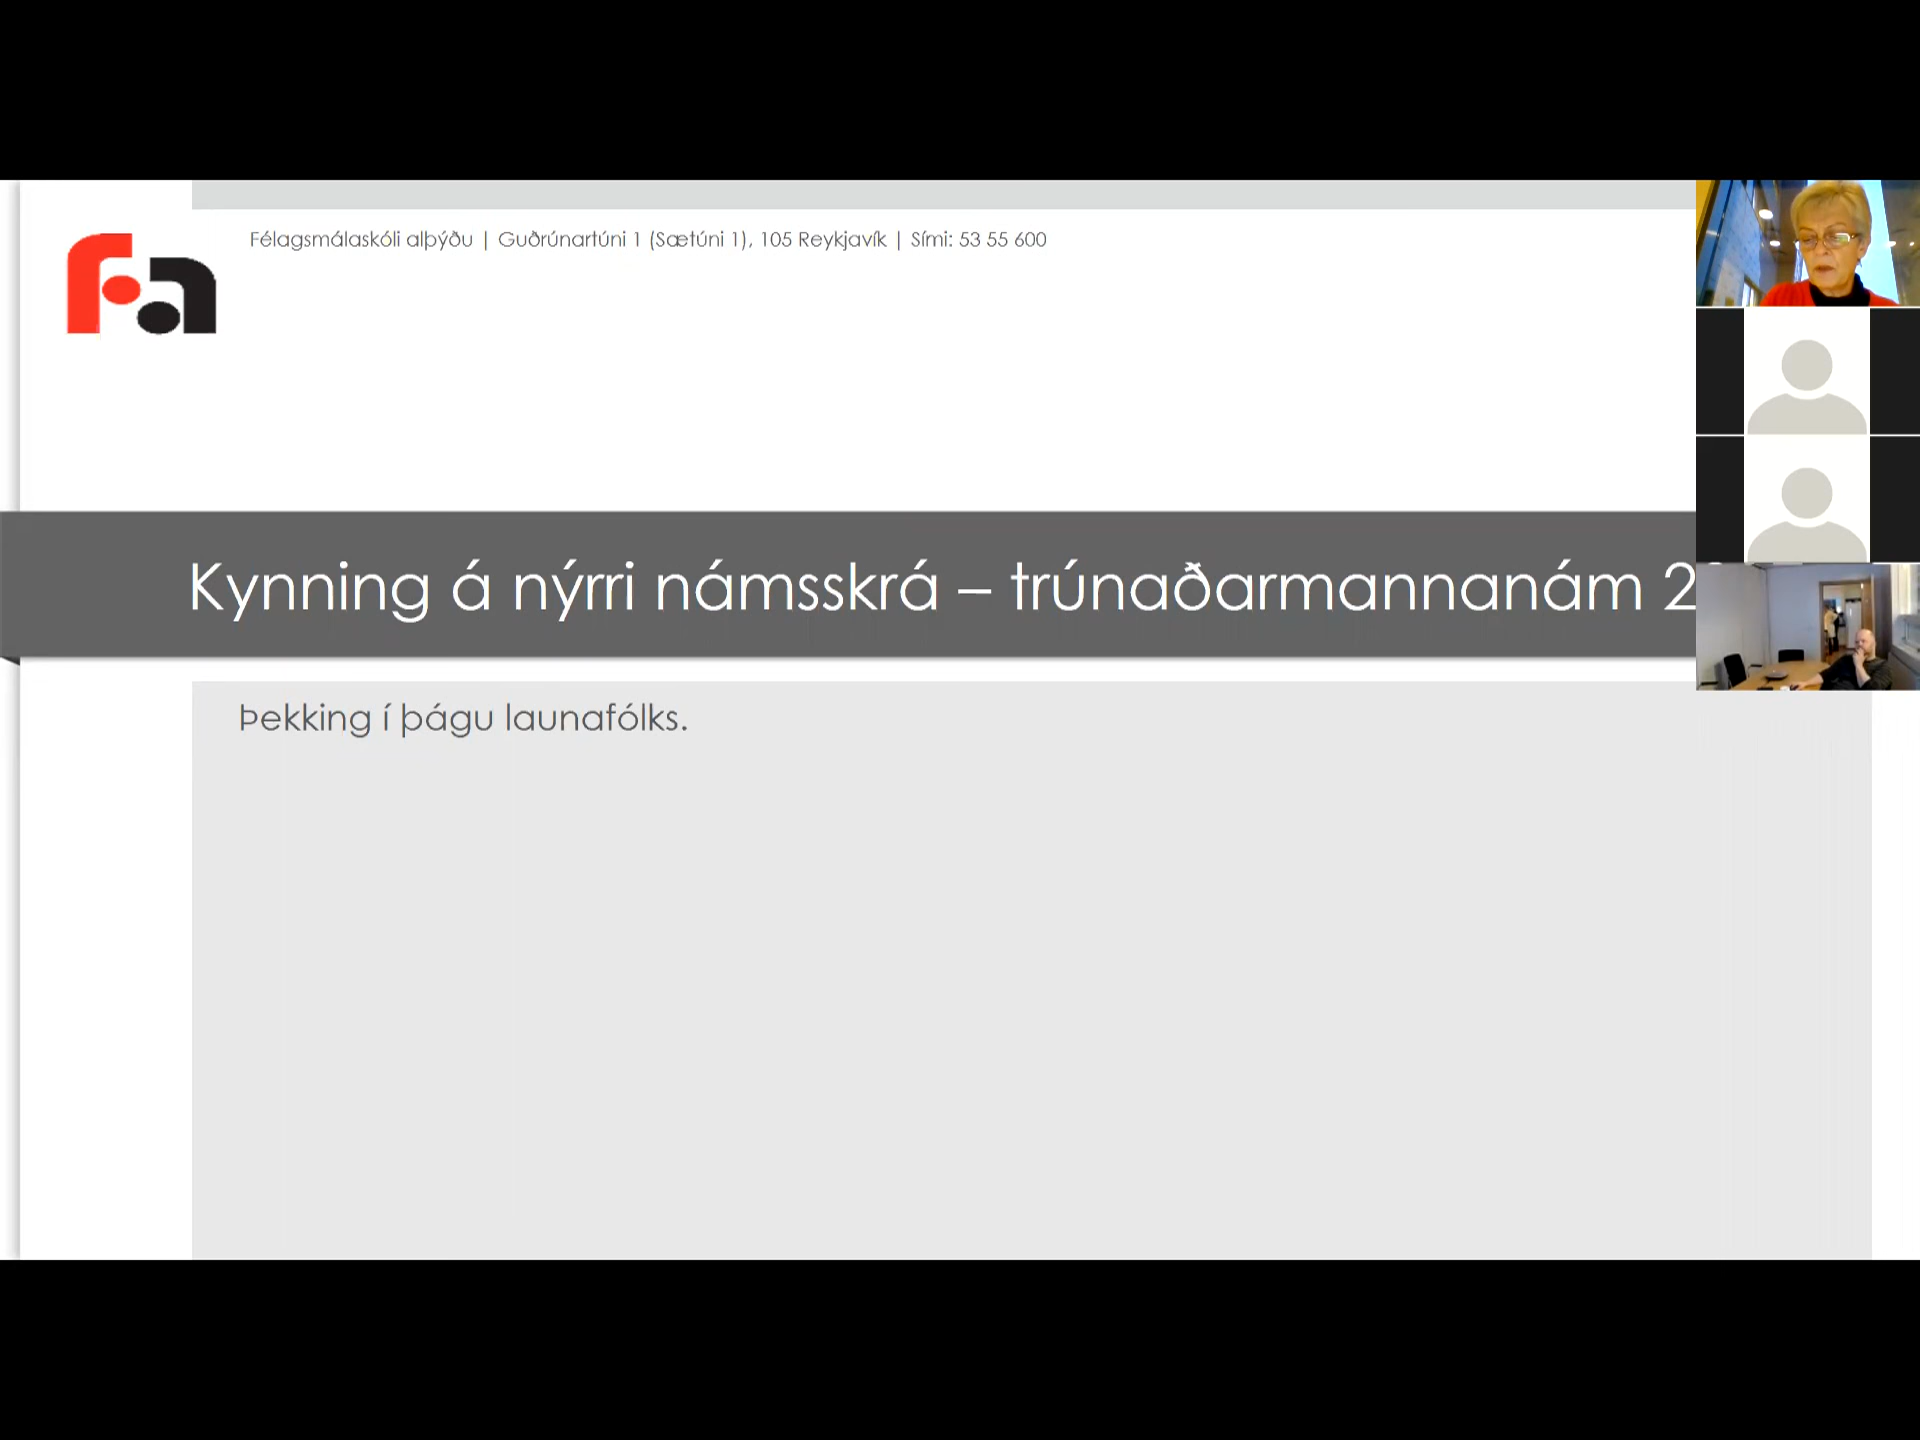 fa
Félagsmálaskóli alþýðu | Guðrúnartúni 1 (Sætúni 1), 105 Reykjavík | Sími: 53 55 600
Kynning á nýrri námsskrá – trúnaðarmannanám
Þekking í þágu launafólks.